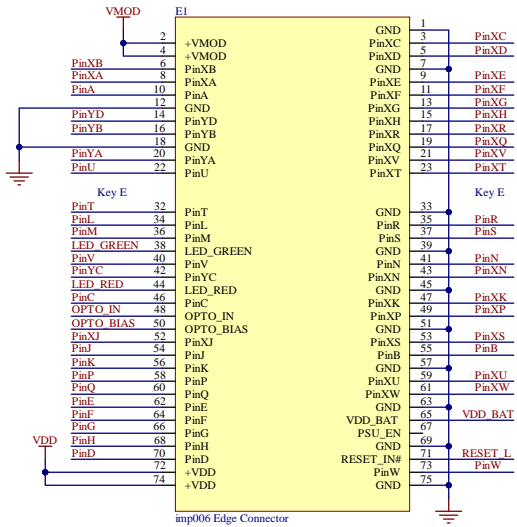 VMOD
E1
GND 1
2 +VMOD PinXC 3 PinXC
4 +VMOD PinXD 5 PinXD
PinXB 6 PinXB GND 7
PinXA 8 PinXA PinXE 9 PinXE
PinA 10 PinA PinXF 11 PinXF
12 GND PinXG 13 PinXG
PinYD 14 PinYD PinXH 15 PinXH
PinYB 16 PinYB PinXR 17 PinXR
18 GND PinXQ 19 PinXQ
PinYA 20 PinYA PinXV 21 PinXV
PinU 22 PinU PinXT 23 PinXT
Key E Key E
PinT 32 PinT GND 33
PinL 34 PinL PinR 35 PinR
PinM 36 PinM PinS 37 PinS
LED_GREEN 38 LED_GREEN GND 39
PinV 40 PinV PinN 41 PinN
PinYC 42 PinYC PinXN 43 PinXN
LED_RED 44 LED_RED GND 45
PinC 46 PinC PinXK 47 PinXK
OPTO_IN 48 OPTO_IN PinXP 49 PinXP
OPTO_BIAS 50 OPTO_BIAS GND 51
PinXJ 52 PinXJ PinXS 53 PinXS
PinJ 54 PinJ PinB 55 PinB
PinK 56 PinK GND 57
PinP 58 PinP PinXU 59 PinXU
PinQ 60 PinQ PinXW 61 PinXW
PinE 62 PinE GND 63
PinF 64 PinF VDD_BAT 65 VDD_BAT
PinG 66 PinG PSU_EN 67
VDD
PinH 68 PinH GND 69
PinD 70 PinD RESET_IN# 71 RESET_L
72 +VDD PinW 73 PinW
74 +VDD GND 75
imp006 Edge Connector